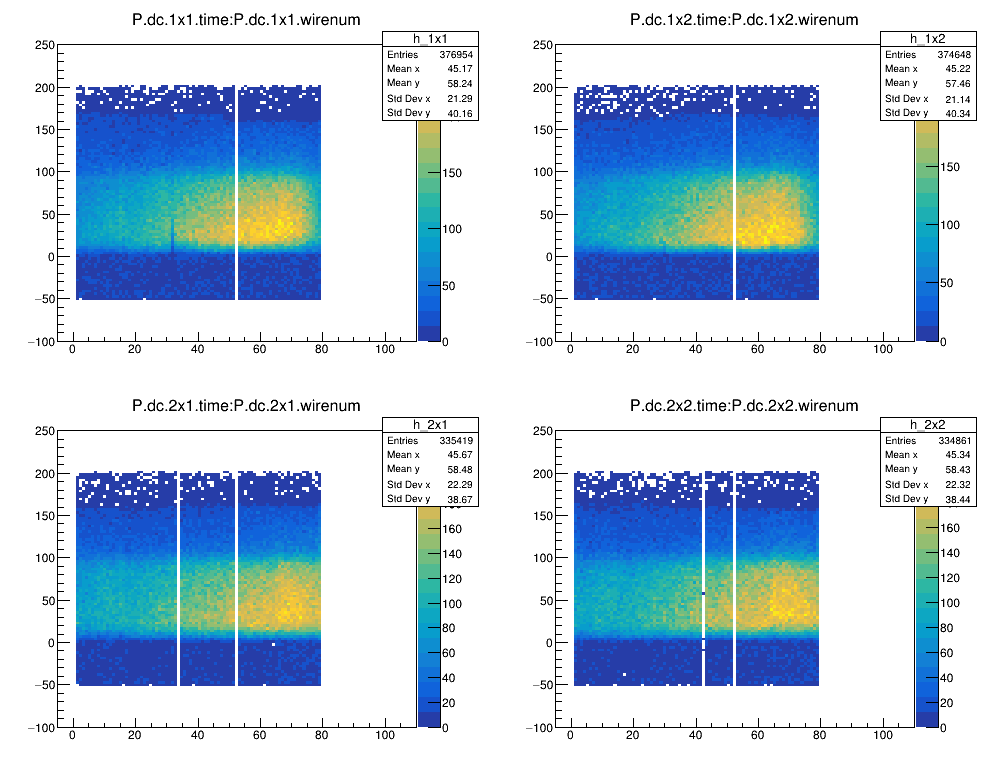 P.dc.1x1.time:P.dc.1x1.wirenum
h_1x1
Entries 376954
Mean x 45.17
Mean y 58.24
Std Dev x 21.29
Std Dev y 40.16
250
200
150
100
50
0
−50
−100
0 20 40 60 80 100
150
100
50
0
P.dc.1x2.time:P.dc.1x2.wirenum
h_1x2
Entries 374648
Mean x 45.22
Mean y 57.46
Std Dev x 21.14
Std Dev y 40.34
250
200
150
100
50
0
−50
−100
0 20 40 60 80 100
150
100
50
0
P.dc.2x1.time:P.dc.2x1.wirenum
h_2x1
Entries 335419
Mean x 45.67
Mean y 58.48
Std Dev x 22.29
Std Dev y 38.67
250
200
150
100
50
0
−50
−100
0 20 40 60 80 100
160
140
120
100
80
60
40
20
0
P.dc.2x2.time:P.dc.2x2.wirenum
h_2x2
Entries 334861
Mean x 45.34
Mean y 58.43
Std Dev x 22.32
Std Dev y 38.44
250
200
150
100
50
0
−50
−100
0 20 40 60 80 100
160
140
120
100
80
60
40
20
0